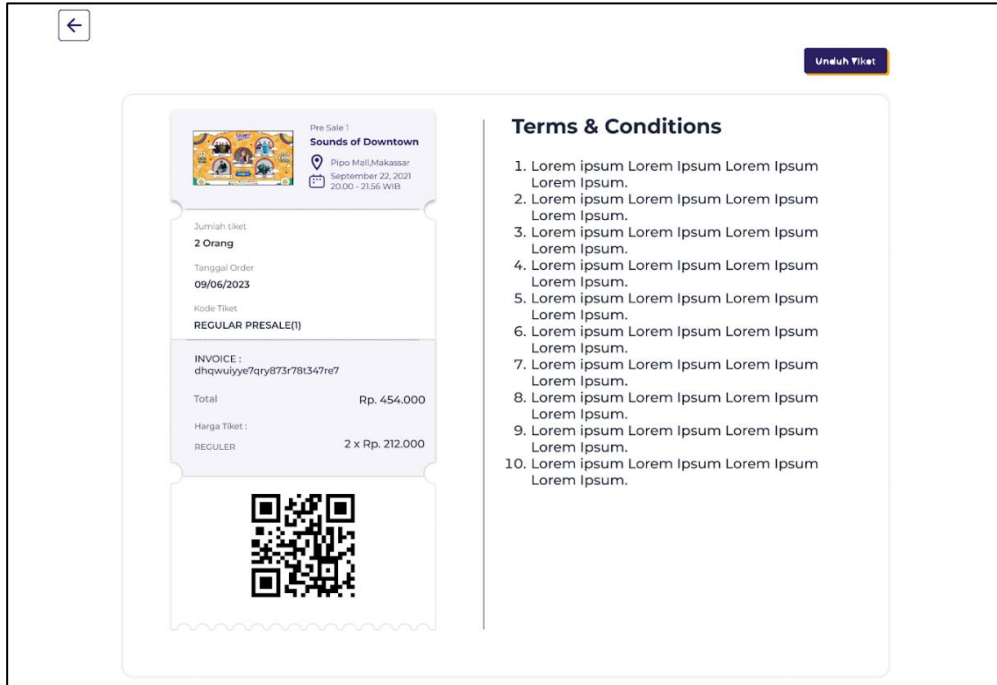 Unduh Tiket
Pre Sale 1
Sounds of Downtown
Pipo Mall,Makassar
September 22, 2021
20.00 - 21.56 WIB
Jumlah tiket
2 Orang
Tanggal Order
09/06/2023
Kode Tiket
REGULAR PRESALE(1)
INVOICE :
dhqwuiyye7qry873r78t347re7
Total Rp. 454.000
Harga Tiket :
REGULER 2 x Rp. 212.000
Terms & Conditions
1. Lorem ipsum Lorem Ipsum Lorem Ipsum
Lorem Ipsum.
2. Lorem ipsum Lorem Ipsum Lorem Ipsum
Lorem Ipsum.
3. Lorem ipsum Lorem Ipsum Lorem Ipsum
Lorem Ipsum.
4. Lorem ipsum Lorem Ipsum Lorem Ipsum
Lorem Ipsum.
5. Lorem ipsum Lorem Ipsum Lorem Ipsum
Lorem Ipsum.
6. Lorem ipsum Lorem Ipsum Lorem Ipsum
Lorem Ipsum.
7. Lorem ipsum Lorem Ipsum Lorem Ipsum
Lorem Ipsum.
8. Lorem ipsum Lorem Ipsum Lorem Ipsum
Lorem Ipsum.
9. Lorem ipsum Lorem Ipsum Lorem Ipsum
Lorem Ipsum.
10. Lorem ipsum Lorem Ipsum Lorem Ipsum
Lorem Ipsum.